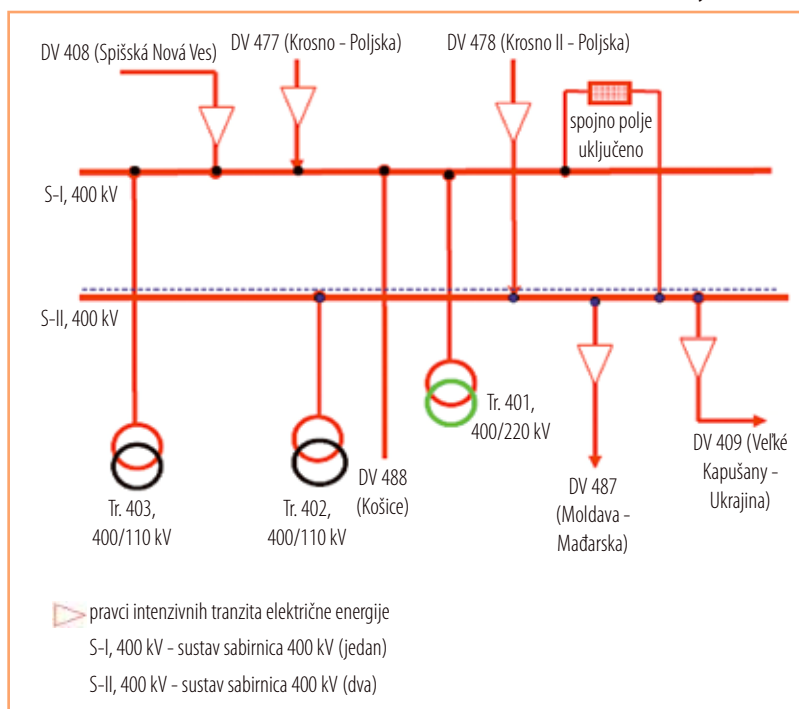 DV 408 (Spišská Nová Ves)
DV 477 (Krosno - Poljska)
DV 478 (Krosno II - Poljska)
spojno polje
uključeno
S-I, 400 kV
S-II, 400 kV
Tr. 401,
400/220 kV
Tr. 403,
400/110 kV
Tr. 402,
400/110 kV
DV 488
(Košice)
DV 487
(Moldava -
Mađarska)
DV 409 (Veľké
Kapušany -
Ukrajina)
pravci intenzivnih tranzita električne energije
S-I, 400 kV - sustav sabirnica 400 kV (jedan)
S-II, 400 kV - sustav sabirnica 400 kV (dva)